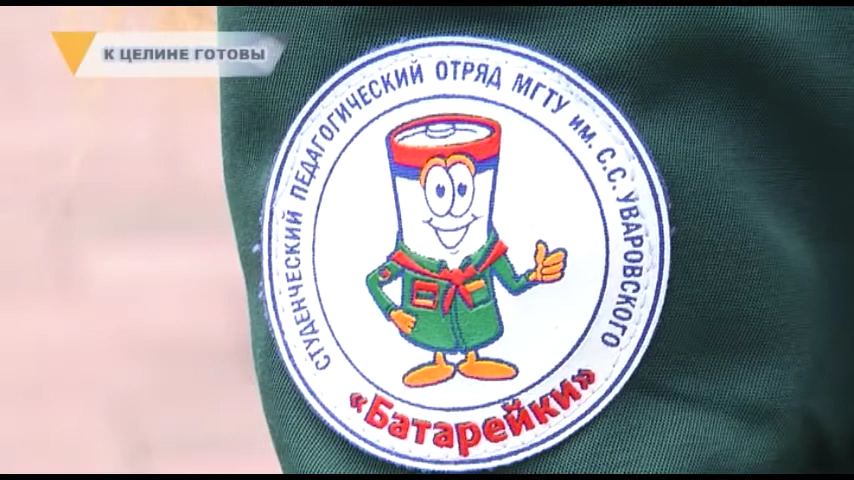 К ЦЕЛИНЕ ГОТОВЫ
СТУДЕНЧЕСКИЙ ПЕДАГОГИЧЕСКИЙ ОТРЯД МГТУ им. С.С. УВАРОВСКОГО
«Батарейки»